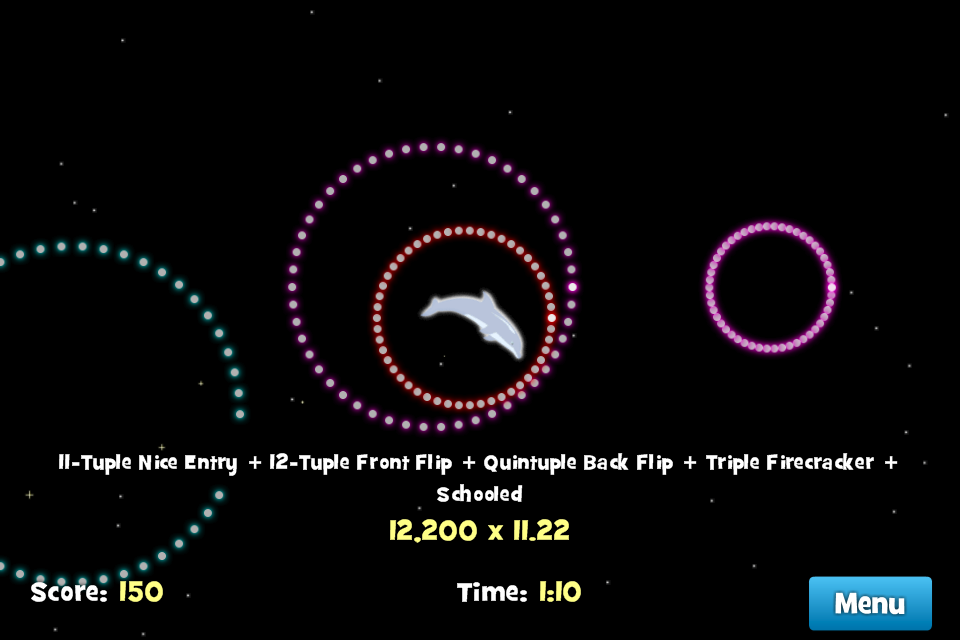 11-Tuple Nice Entry + 12-Tuple Front Flip + Quintuple Back Flip + Triple Firecracker +
Schooled
12,200 x 11.22
Score: 150
Time: 1:10
Menu